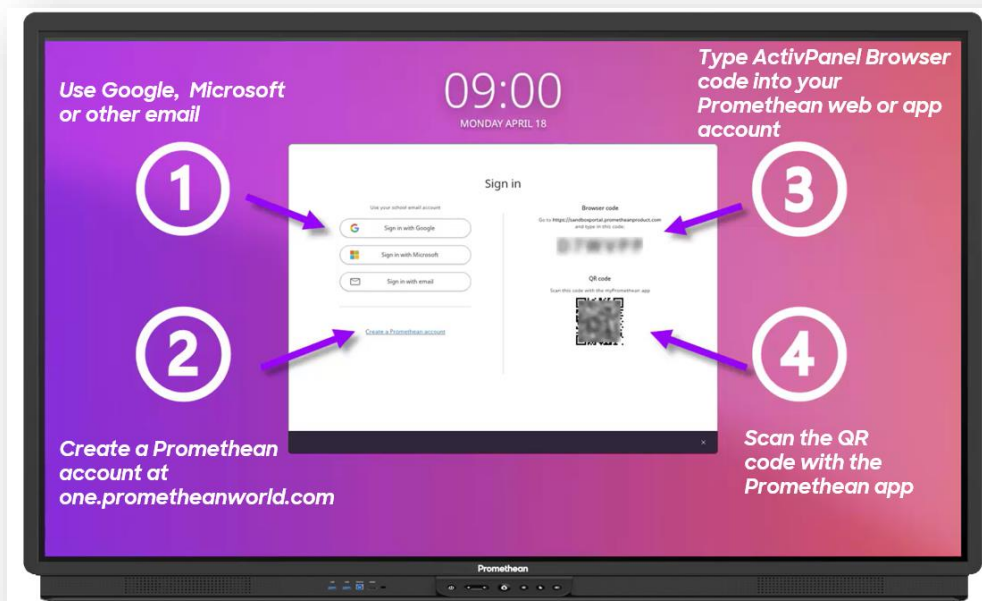 09:00
MONDAY APRIL 18
Use Google, Microsoft
or other email
1
2
Create a Promethean
account at
one.prometheanworld.com
Sign in
Use your school email account
Sign in with Google
Sign in with Microsoft
Sign in with email
Create a Promethean account
Browser code
Go to https://sandboxportal.prometheanproduct.com
and type in this code.
QR code
Scan this code with the myPromethean app
Type ActivPanel Browser
code into your
Promethean web or app
account
3
4
Scan the QR
code with the
Promethean app
Promethean